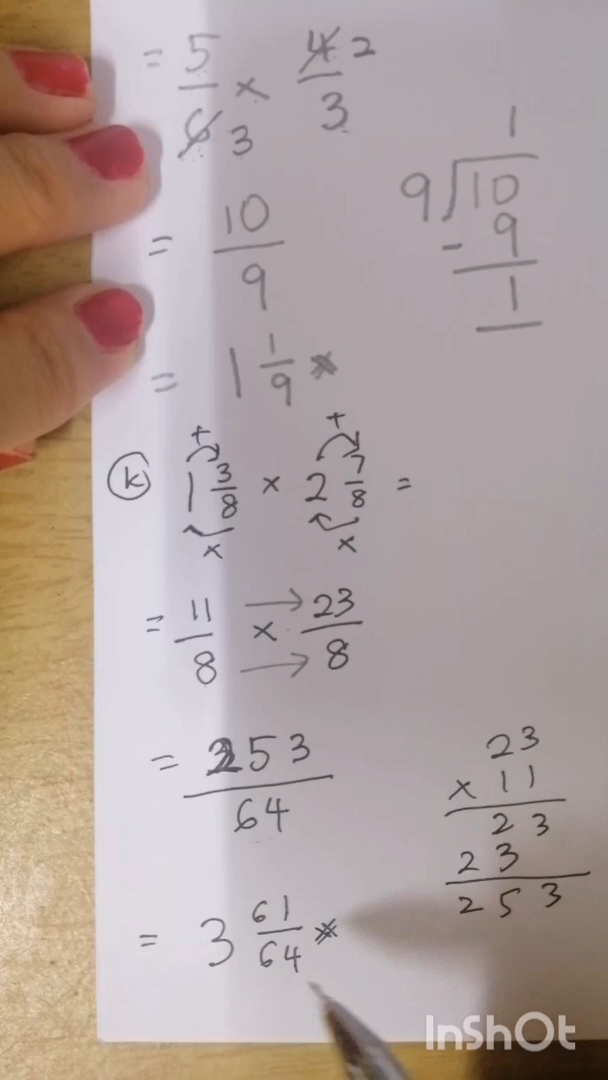 = 5/6 3 × 4/3 2
= 10/9
= 1 1/9 *
1
9 ) 10
- 9
1
(k) 1 3/8 × 2 7/8 =
+ +
× ×
= 11/8 × 23/8
= 253/64
= 3 61/64 *
23
× 11
23
23
253
InShOt